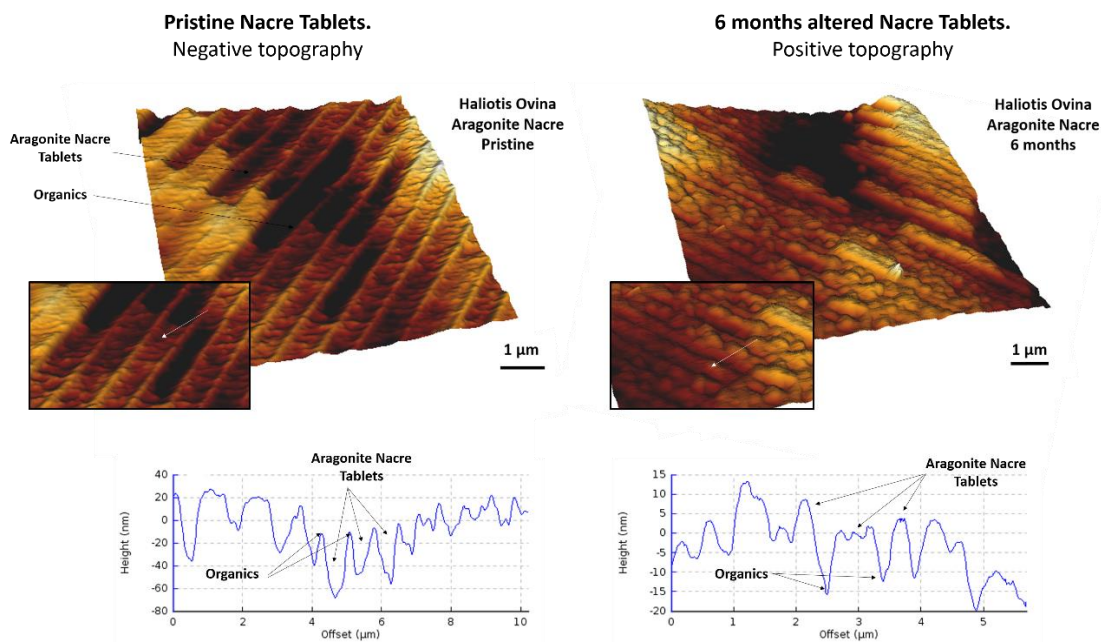 Pristine Nacre Tablets.
Negative topography
6 months altered Nacre Tablets.
Positive topography
Haliotis Ovina
Aragonite Nacre
Pristine
Aragonite Nacre
Tablets
Organics
1 µm
Haliotis Ovina
Aragonite Nacre
6 months
1 µm
Aragonite Nacre
Tablets
Organics
40
20
0
-20
-40
-60
-80
Height (nm)
0 2 4 6 8 10
Offset (µm)
Aragonite Nacre
Tablets
Organics
15
10
5
0
-5
-10
-15
-20
Height (nm)
0 1 2 3 4 5
Offset (µm)